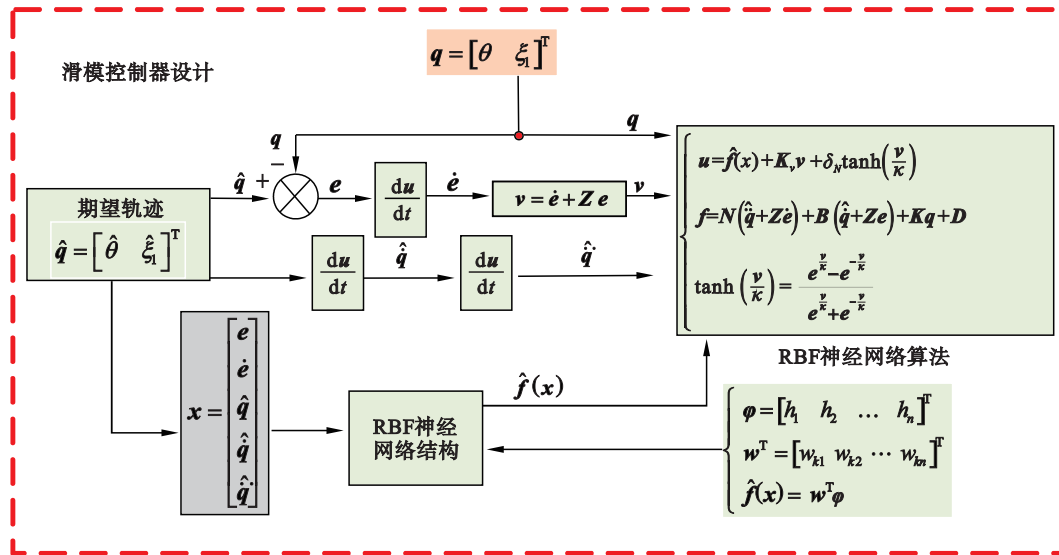 滑模控制器设计
q = [θ ξ₁]ᵀ
q
q
−
+
q̂
e
du/dt
ė
v = ė + Z e
v
期望轨迹
q̂ = [θ̂ ξ̂₁]ᵀ
du/dt
q̂̇
du/dt
q̂̈
u=f̂(x)+Kᵥv+δ_N tanh(v/κ)
f=N(q̂̈+Zė)+B(q̂̇+Ze)+Kq+D
tanh (v/κ) = (e^{v/κ}−e^{−v/κ})/(e^{v/κ}+e^{−v/κ})
RBF神经网络算法
x = [e
ė
q̂
q̂̇
q̂̈]
RBF神经
网络结构
f̂(x)
φ = [h₁ h₂ … hₙ]ᵀ
wᵀ = [w_{k1} w_{k2} ⋯ w_{kn}]ᵀ
f̂(x) = wᵀφ